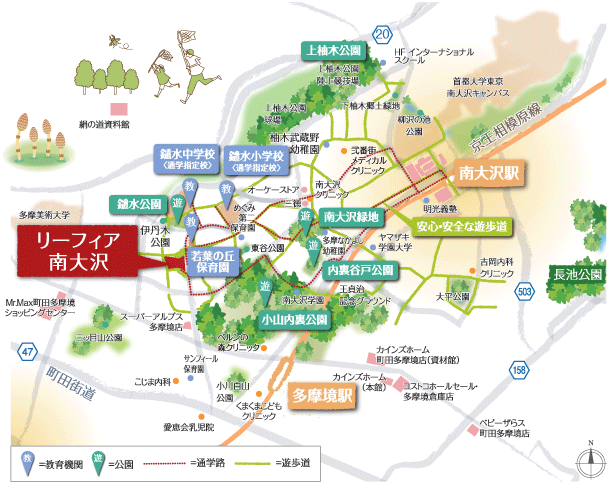 20
上柚木公園
HF インターナショナル
スクール
上柚木公園
陸上競技場
首都大学東京
南大沢キャンパス
京王相模原線
上柚木公園
球場
下柚木郷土緑地
柳沢の池
公園
絹の道資料館
柚木武蔵野
幼稚園
弐番街
メディカル
クリニック
鑓水中学校
(通学指定校)
鑓水小学校
(通学指定校)
南大沢駅
オーケーストア
南大沢
クリニック
三徳
教
教
鑓水公園
遊
めぐみ
第一
保育園
遊
南大沢緑地
明光義塾
多摩美術大学
伊丹木
公園
教
安心・安全な遊歩道
リーフィア
南大沢
東谷公園
多摩なかよし
幼稚園
ヤマザキ
学園大学
若葉の丘
保育園
遊
内裏谷戸公園
古岡内科
クリニック
長池公園
遊
南大沢学園
王貞治
記念グラウンド
大平公園
503
Mr.Max町田多摩境
ショッピングセンター
スーパーアルプス
多摩境店
小山内裏公園
三ツ目山公園
ベルンの
森クリニック
47
サンフィール
保育園
カインズホーム
町田多摩境店(資材館)
158
町田街道
こじま内科
小山白山
公園
多摩境駅
カインズホーム
(本館)
コストコホールセール・
多摩境倉庫店
くまくまこども
クリニック
愛恵会乳児院
ベビーザらス
町田多摩境店
教 =教育機関
遊 =公園
=通学路
=遊歩道
N